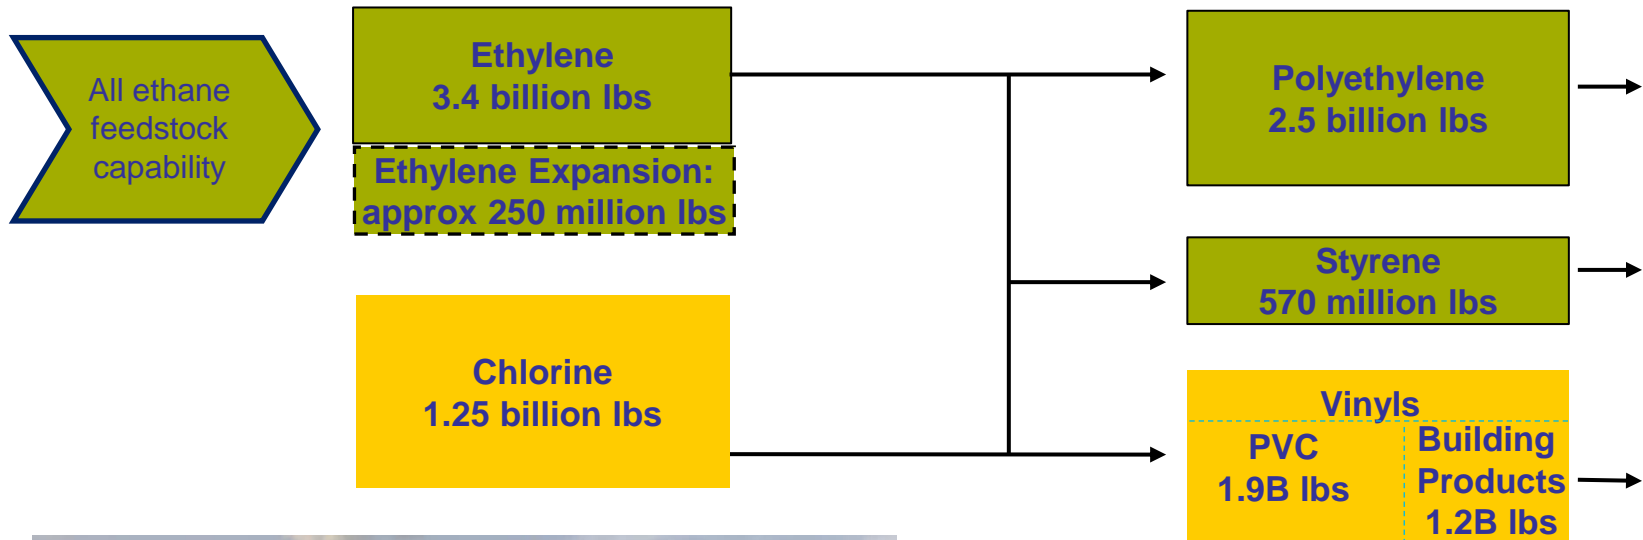 All ethane
feedstock
capability
Ethylene
3.4 billion lbs
Ethylene Expansion:
approx 250 million lbs
Chlorine
1.25 billion lbs
Polyethylene
2.5 billion lbs
Styrene
570 million lbs
Vinyls
PVC
1.9B lbs
Building
Products
1.2B lbs